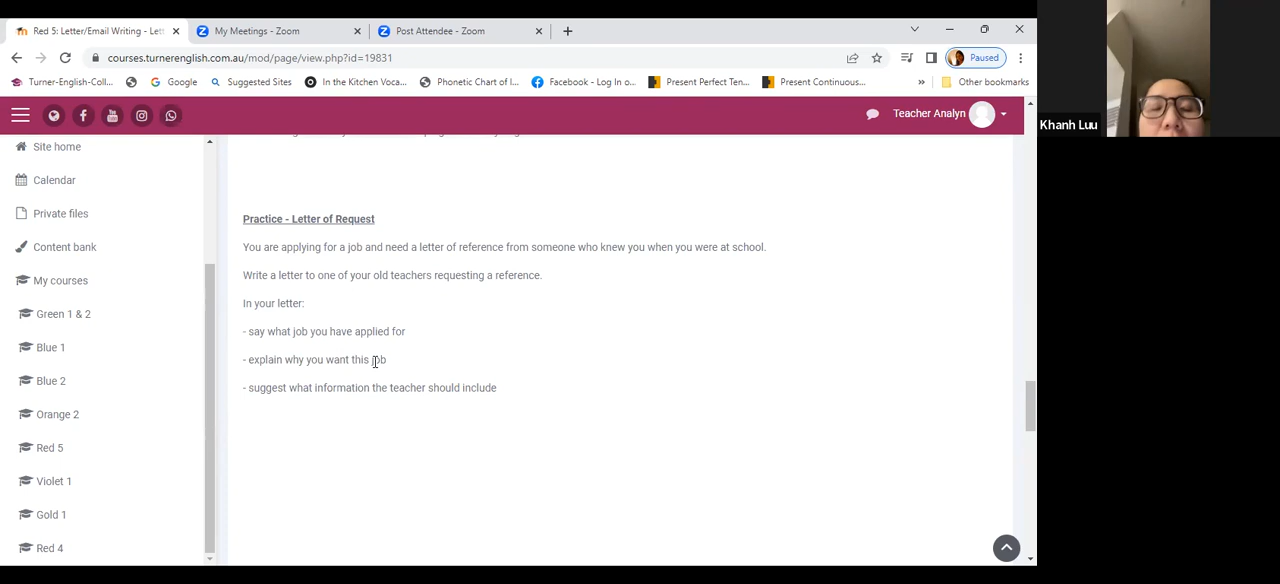 Red 5: Letter/Email Writing - Let
My Meetings - Zoom
Post Attendee - Zoom
courses.turnerenglish.com.au/mod/page/view.php?id=19831
Paused
Turner-English-Coll...
Google
Suggested Sites
In the Kitchen Voca...
Phonetic Chart of I...
Facebook - Log In o...
Present Perfect Ten...
Present Continuous...
»
Other bookmarks
Teacher Analyn
Khanh Luu
Site home
Calendar
Private files
Content bank
My courses
Green 1 & 2
Blue 1
Blue 2
Orange 2
Red 5
Violet 1
Gold 1
Red 4
Practice - Letter of Request
You are applying for a job and need a letter of reference from someone who knew you when you were at school.
Write a letter to one of your old teachers requesting a reference.
In your letter:
- say what job you have applied for
- explain why you want this job
- suggest what information the teacher should include